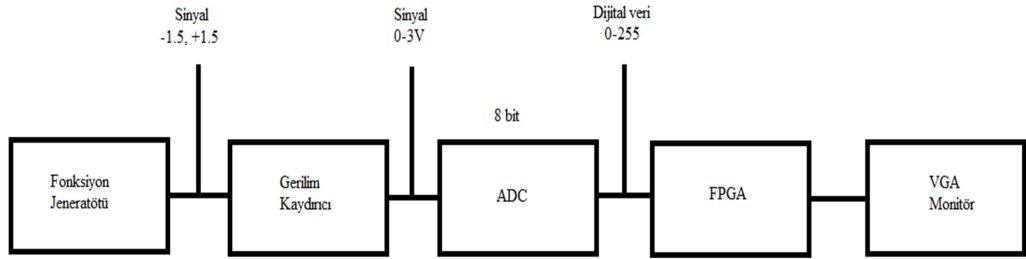 Sinyal
-1.5, +1.5
Sinyal
0-3V
Dijital veri
0-255
8 bit
Fonksiyon
Jeneratötü
Gerilim
Kaydırıcı
ADC
FPGA
VGA
Monitör